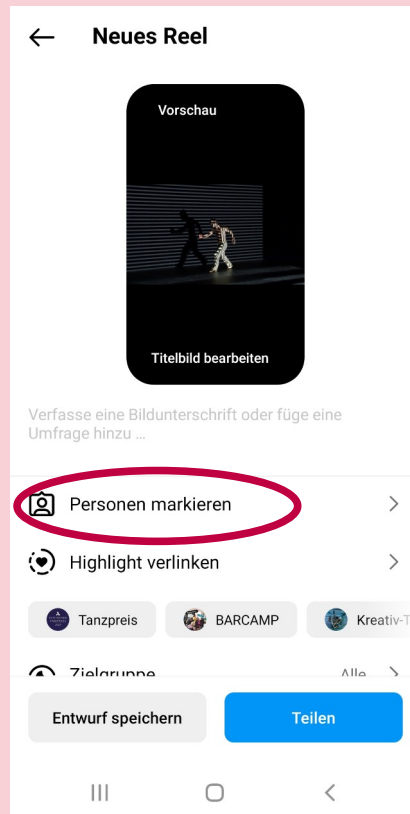 Neues Reel
Vorschau
Titelbild bearbeiten
Verfasse eine Bildunterschrift oder füge eine
Umfrage hinzu ...
Personen markieren
Highlight verlinken
Tanzpreis BARCAMP Kreativ-T
Zielgruppe Alle
Entwurf speichern Teilen